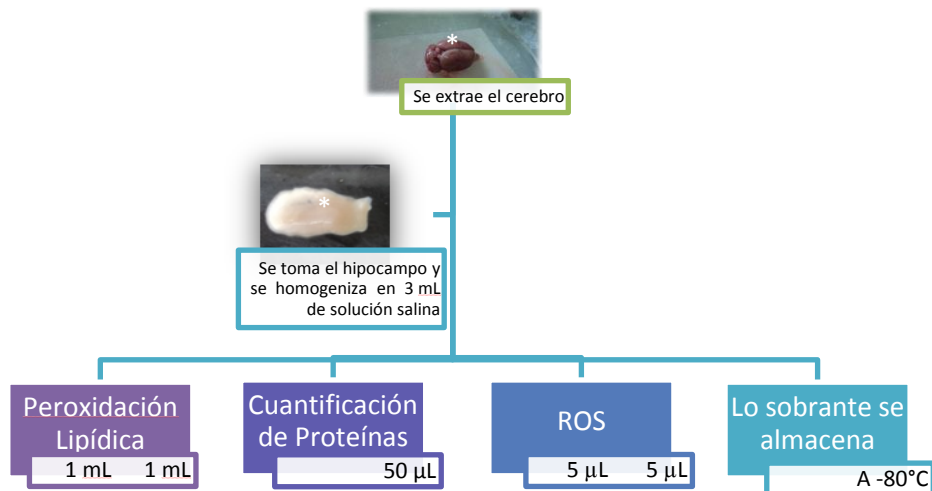 *
Se extrae el cerebro
*
Se toma el hipocampo y
se homogeniza en 3 mL
de solución salina
Peroxidación
Lipídica
1 mL 1 mL
Cuantificación
de Proteínas
50 µL
ROS
5 µL 5 µL
Lo sobrante se
almacena
A -80°C